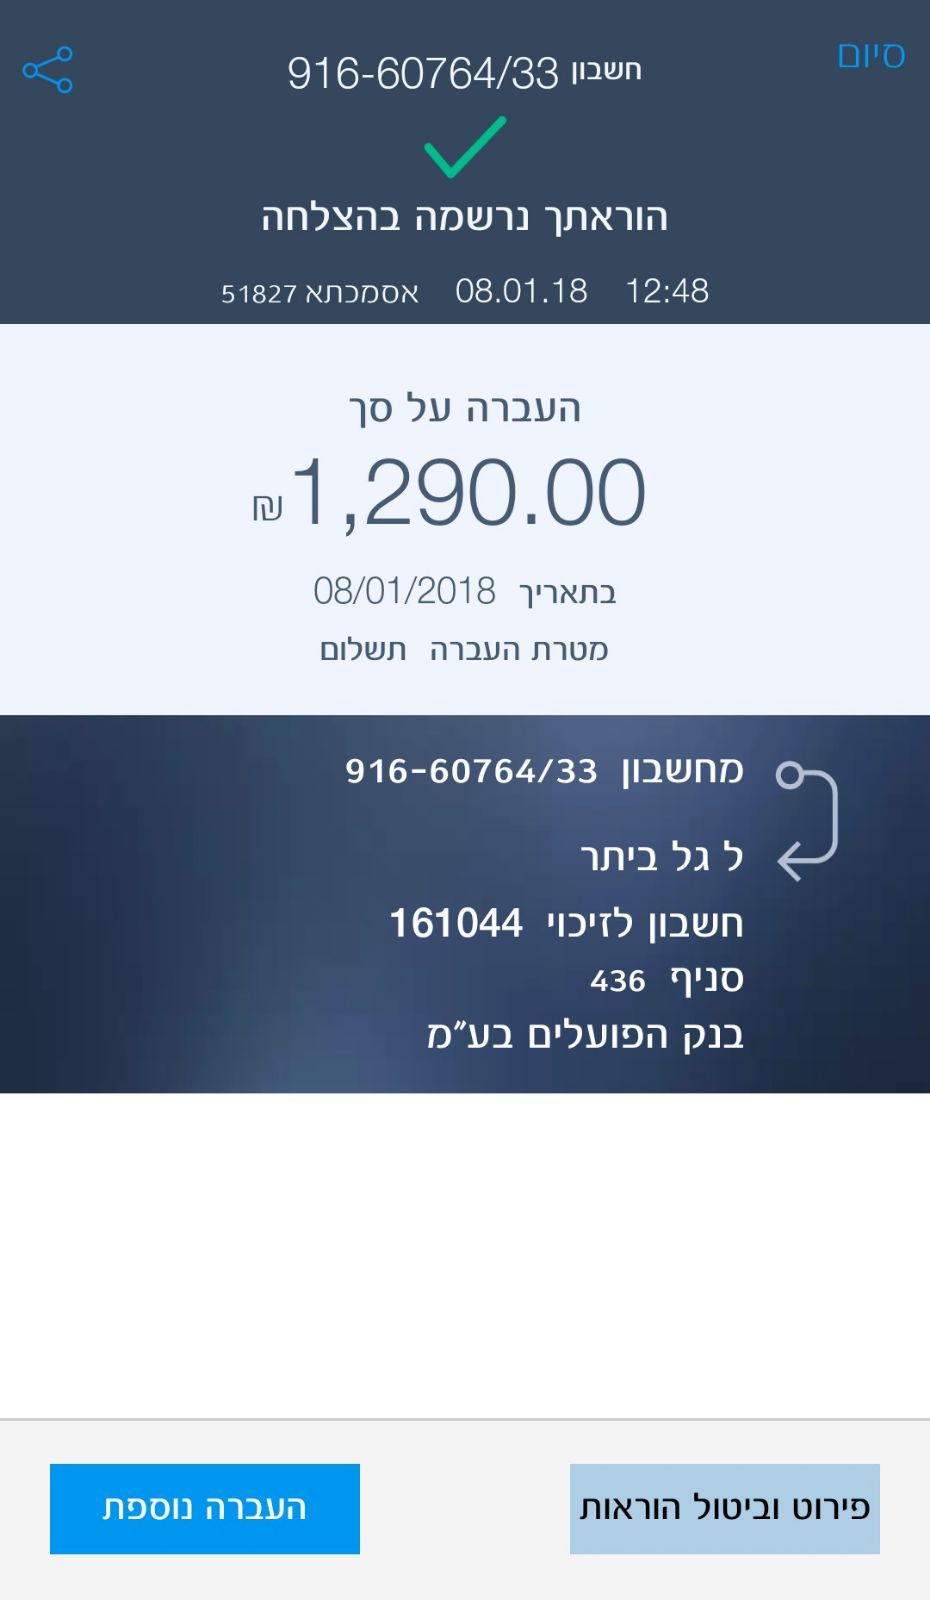 סיום
חשבון 916-60764/33
הוראתך נרשמה בהצלחה
12:48 08.01.18 אסמכתא 51827
העברה על סך
₪1,290.00
בתאריך 08/01/2018
מטרת העברה תשלום
מחשבון 916-60764/33
ל גל ביתר
חשבון לזיכוי 161044
סניף 436
בנק הפועלים בע״מ
פירוט וביטול הוראות
העברה נוספת